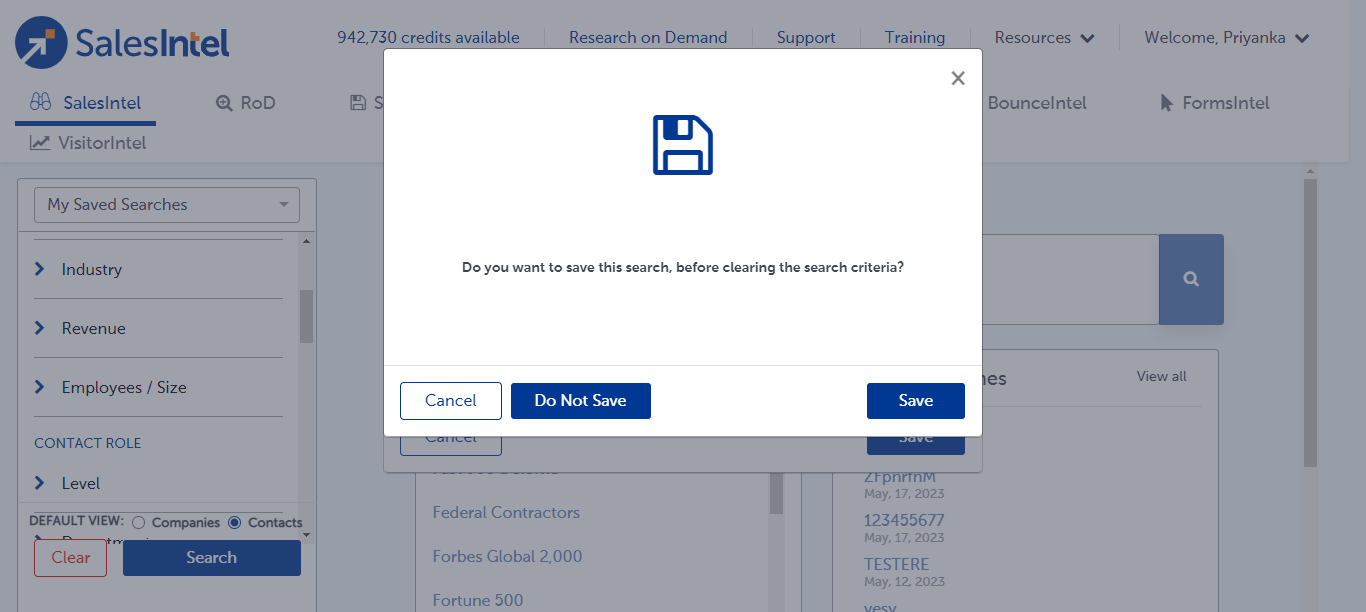 SalesIntel
942,730 credits available
Research on Demand
Support
Training
Resources
Welcome, Priyanka
SalesIntel
RoD
S
BounceIntel
FormsIntel
VisitorIntel
My Saved Searches
Industry
Revenue
Employees / Size
CONTACT ROLE
Level
DEFAULT VIEW: Companies Contacts
Clear
Search
Do you want to save this search, before clearing the search criteria?
Cancel
Do Not Save
Save
Cancel
Save
View all
Federal Contractors
Forbes Global 2,000
Fortune 500
ZFpnrfnM
May, 17, 2023
123455677
May, 17, 2023
TESTERE
May, 12, 2023
yesy